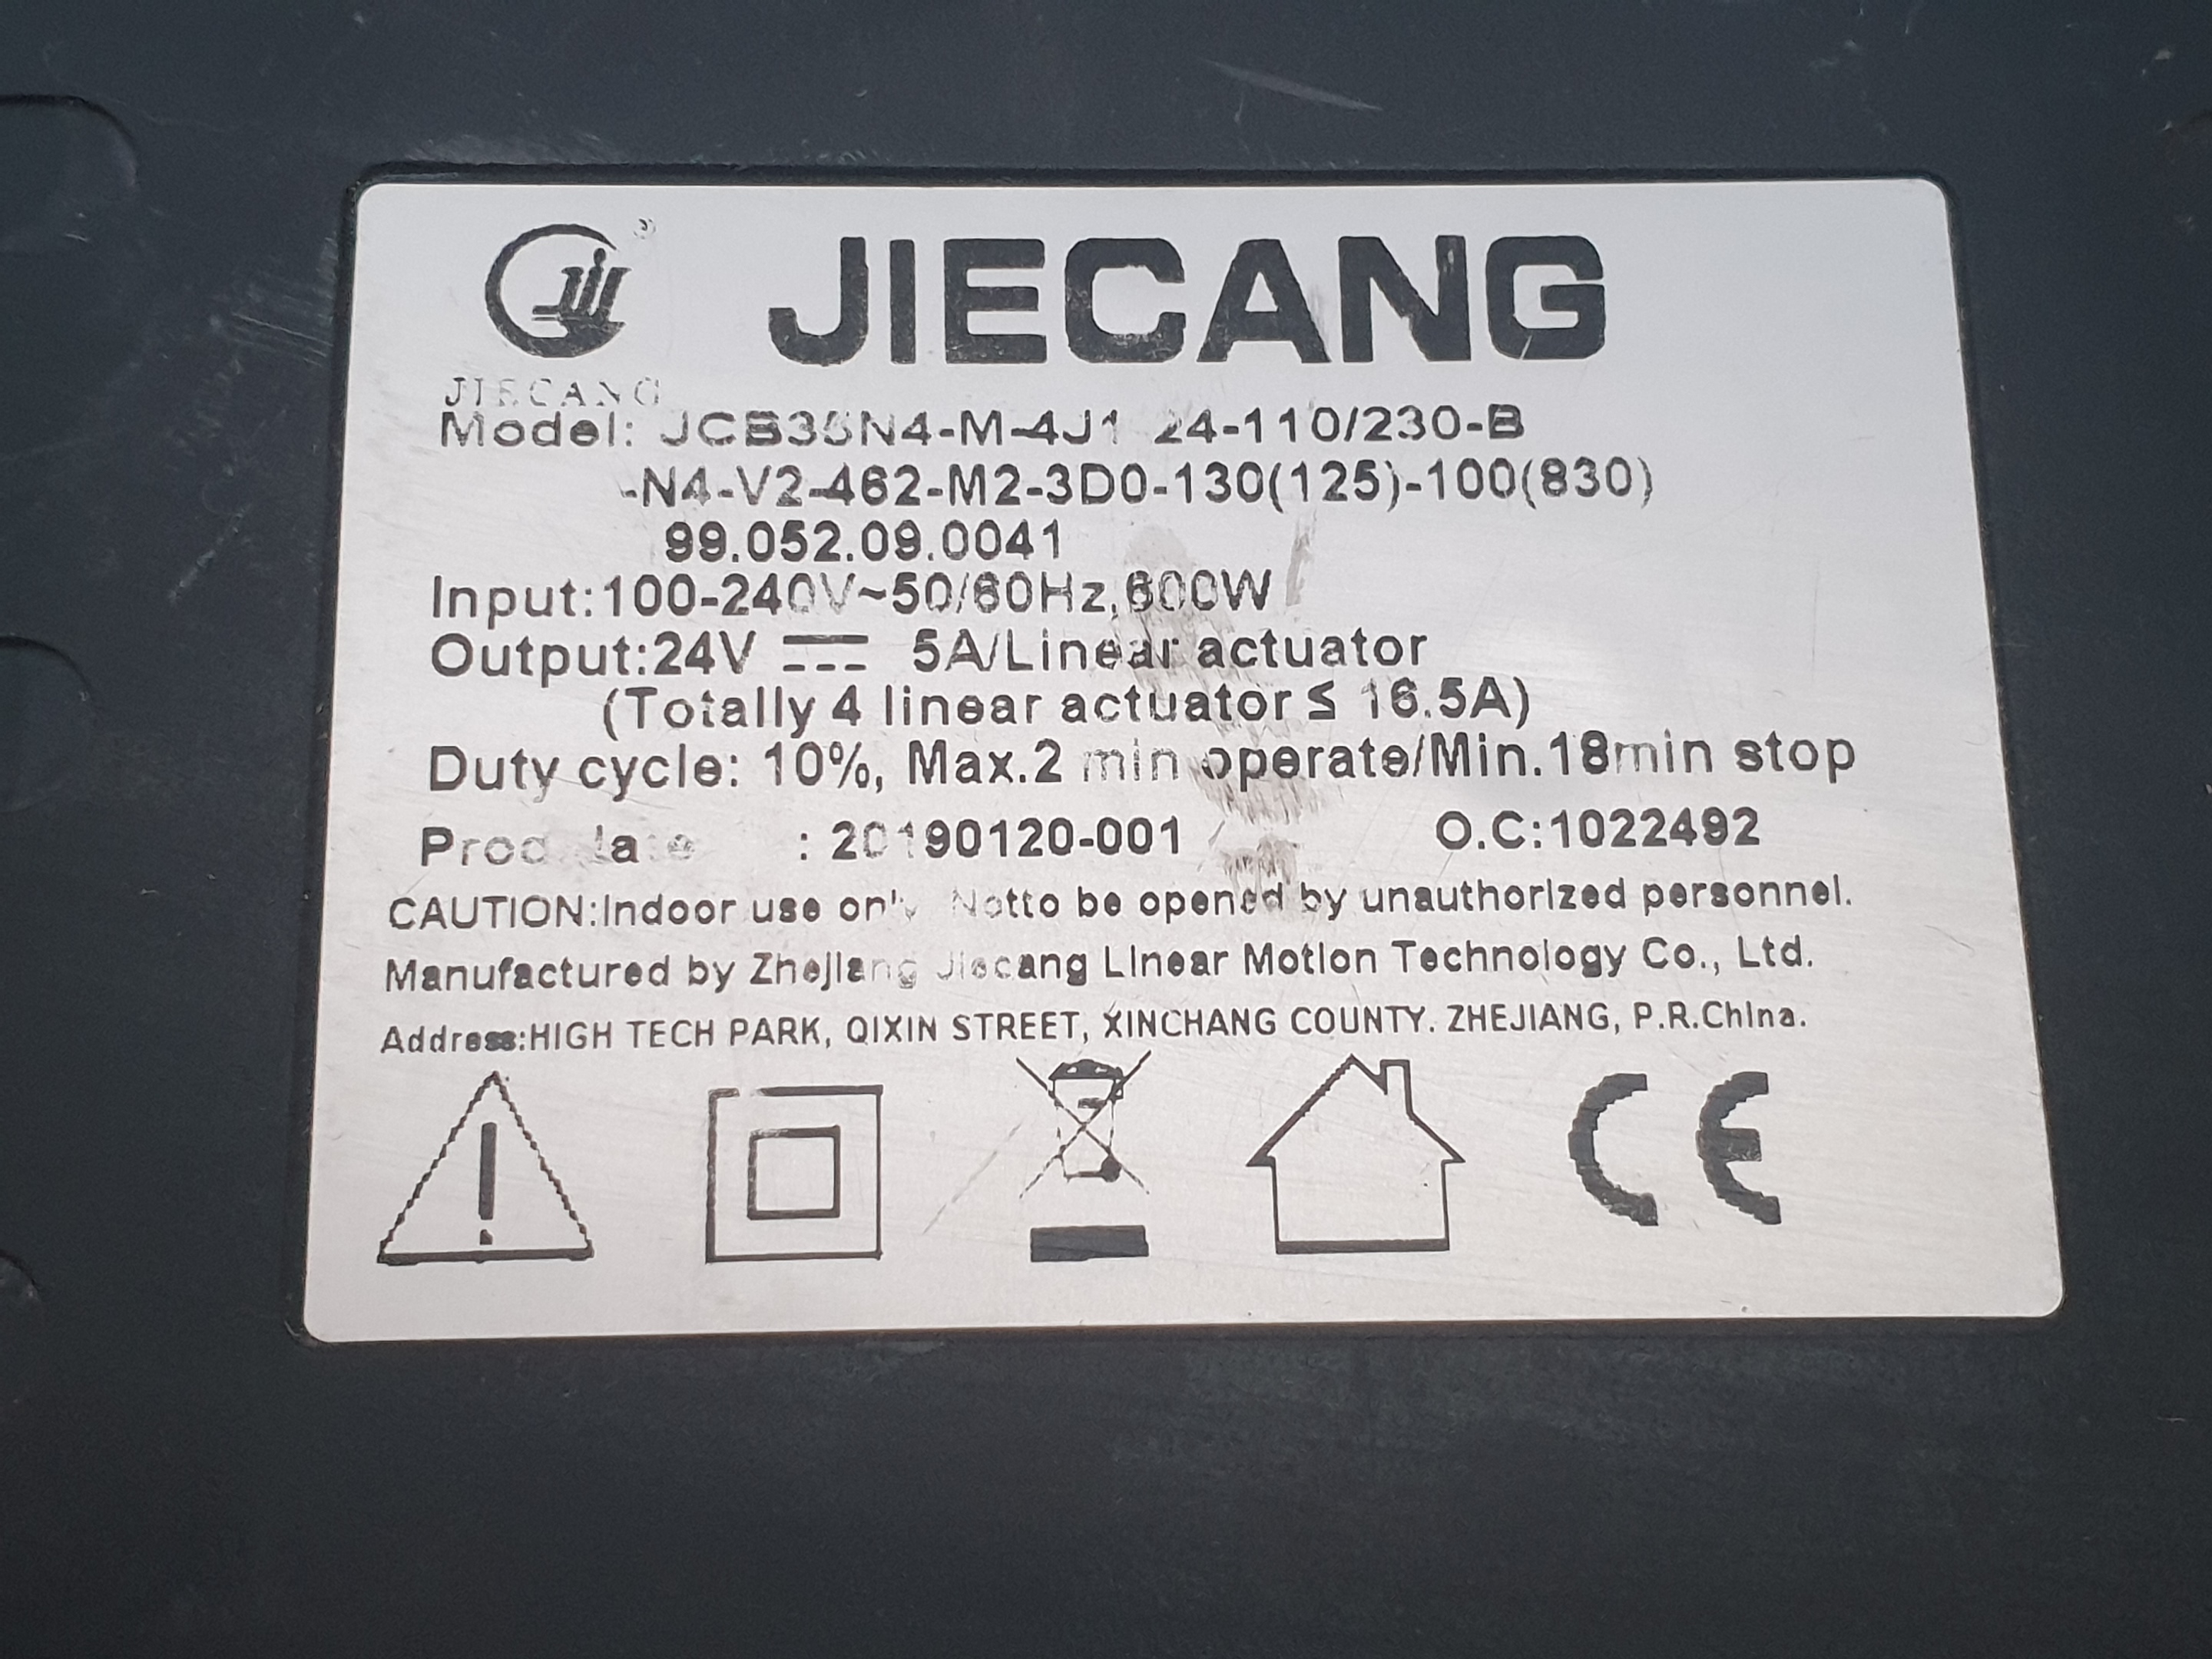 JIECANG
JIECANG
Model: JCB35N4-M-4J1 24-110/230-B
-N4-V2-462-M2-3D0-130(125)-100(830)
99.052.09.0041
Input:100-240V~50/60Hz,600W
Output:24V ⎓ 5A/Linear actuator
(Totally 4 linear actuator ≤ 16.5A)
Duty cycle: 10%, Max.2 min operate/Min.18min stop
: 20190120-001 O.C:1022492
CAUTION:Indoor use only Notto be opened by unauthorized personnel.
Manufactured by Zhejiang Jiecang Linear Motion Technology Co., Ltd.
Address:HIGH TECH PARK, QIXIN STREET, XINCHANG COUNTY. ZHEJIANG, P.R.China.
CE